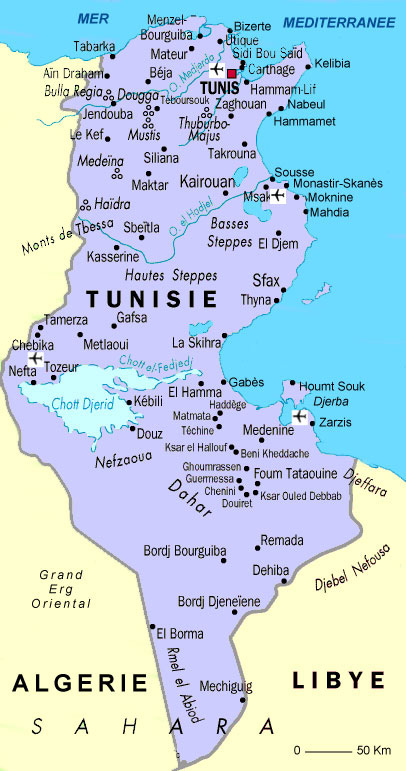 MER
MEDITERRANEE
Menzel-
Bourguiba
Bizerte
Utique
Tabarka
Mateur
Sidi Bou Saïd
Carthage
Kelibia
Aïn Draham
Béja
O. Medjerda
TUNIS
Hammam-Lif
Bulla Regia
Dougga
Téboursouk
Zaghouan
Nabeul
Jendouba
Thuburbo
Majus
Hammamet
Le Kef
Mustis
Takrouna
Medeïna
Siliana
Maktar
Kairouan
Sousse
Monastir-Skanès
Msak
Moknine
Mahdia
Haïdra
O. el Hadjel
Monts de Tbessa
Sbeïtla
Basses
Steppes
El Djem
Kasserine
Hautes Steppes
Sfax
TUNISIE
Thyna
Tamerza
Gafsa
Chebika
Metlaoui
La Skihra
Chott el-Fedjedj
Nefta
Tozeur
El Hamma
Gabès
Houmt Souk
Djerba
Chott Djerid
Kébili
Haddège
Matmata
Zarzis
Téchine
Douz
Medenine
Nefzaoua
Ksar el Hallouf
Beni Kheddache
Ghoumrassen
Foum Tataouine
Djeffara
Guermessa
Chenini
Ksar Ouled Debbab
Douiret
Dahar
Remada
Bordj Bourguiba
Djebel Nefousa
Dehiba
Grand
Erg
Oriental
Bordj Djeneïene
El Borma
Rmel el Abiod
ALGERIE
Mechiguig
LIBYE
SAHARA
0 50 Km